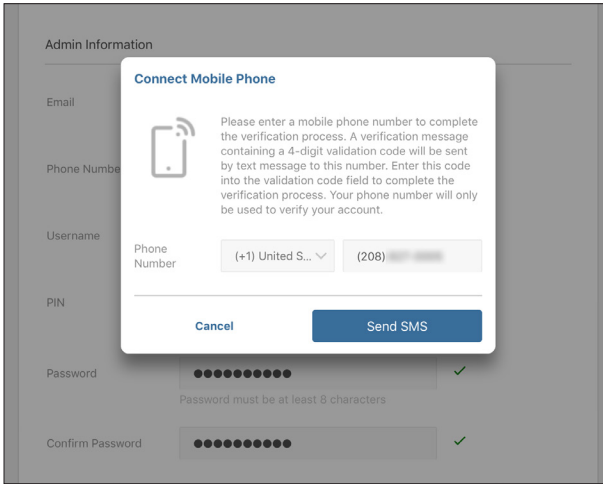 Admin Information
Connect Mobile Phone
Email
Please enter a mobile phone number to complete
the verification process. A verification message
containing a 4-digit validation code will be sent
by text message to this number. Enter this code
into the validation code field to complete the
verification process. Your phone number will only
be used to verify your account.
Phone Numbe
Username
Phone
Number
(+1) United S...
(208)
PIN
Cancel
Send SMS
Password
●●●●●●●●●●
Password must be at least 8 characters
Confirm Password
●●●●●●●●●●